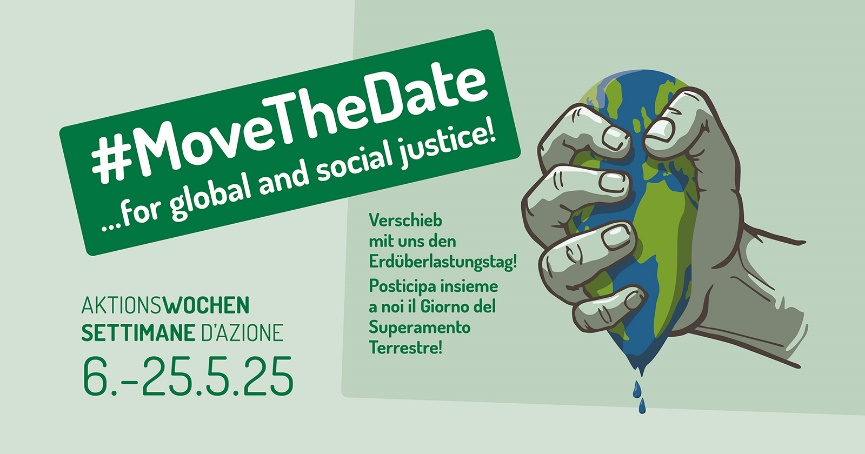 #MoveTheDate
...for global and social justice!
Verschieb
mit uns den
Erdüberlastungstag!
Posticipa insieme
a noi il Giorno del
Superamento
Terrestre!
AKTIONSWOCHEN
SETTIMANE D'AZIONE
6.-25.5.25